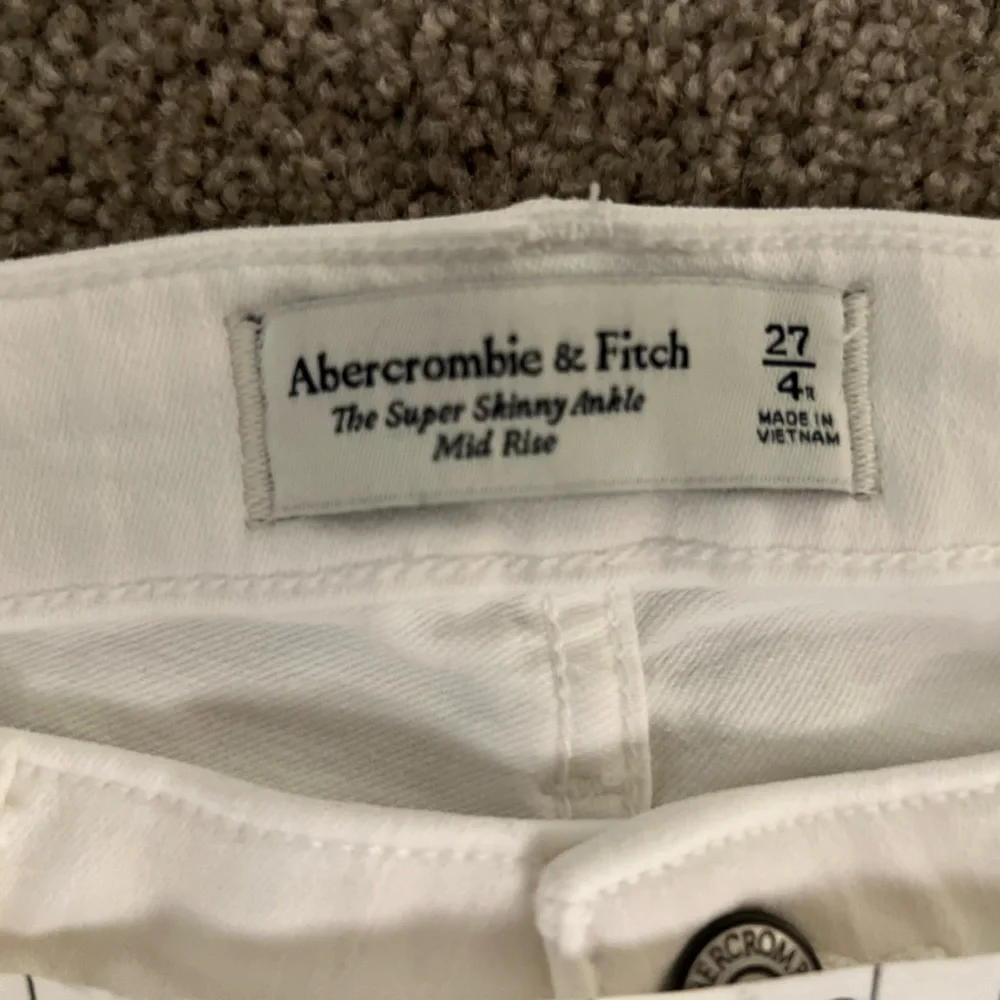 Abercrombie & Fitch
The Super Skinny Ankle
Mid Rise
27
4R
MADE IN
VIETNAM